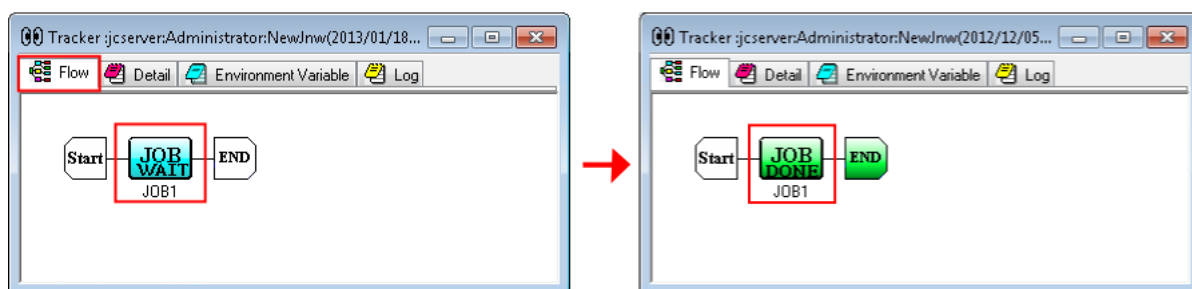 Tracker :jcserver:Administrator:NewJnw(2013/01/18...
Flow Detail Environment Variable Log
Start JOB WAIT END
JOB1
Tracker :jcserver:Administrator:NewJnw(2012/12/05...
Flow Detail Environment Variable Log
Start JOB DONE END
JOB1